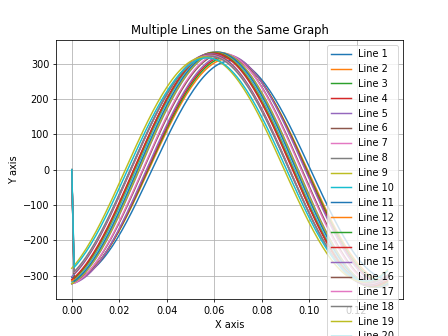 Multiple Lines on the Same Graph
Y axis
300
200
100
0
−100
−200
−300
0.00
0.02
0.04
0.06
0.08
0.10
X axis
Line 1
Line 2
Line 3
Line 4
Line 5
Line 6
Line 7
Line 8
Line 9
Line 10
Line 11
Line 12
Line 13
Line 14
Line 15
Line 16
Line 17
Line 18
Line 19
Line 20